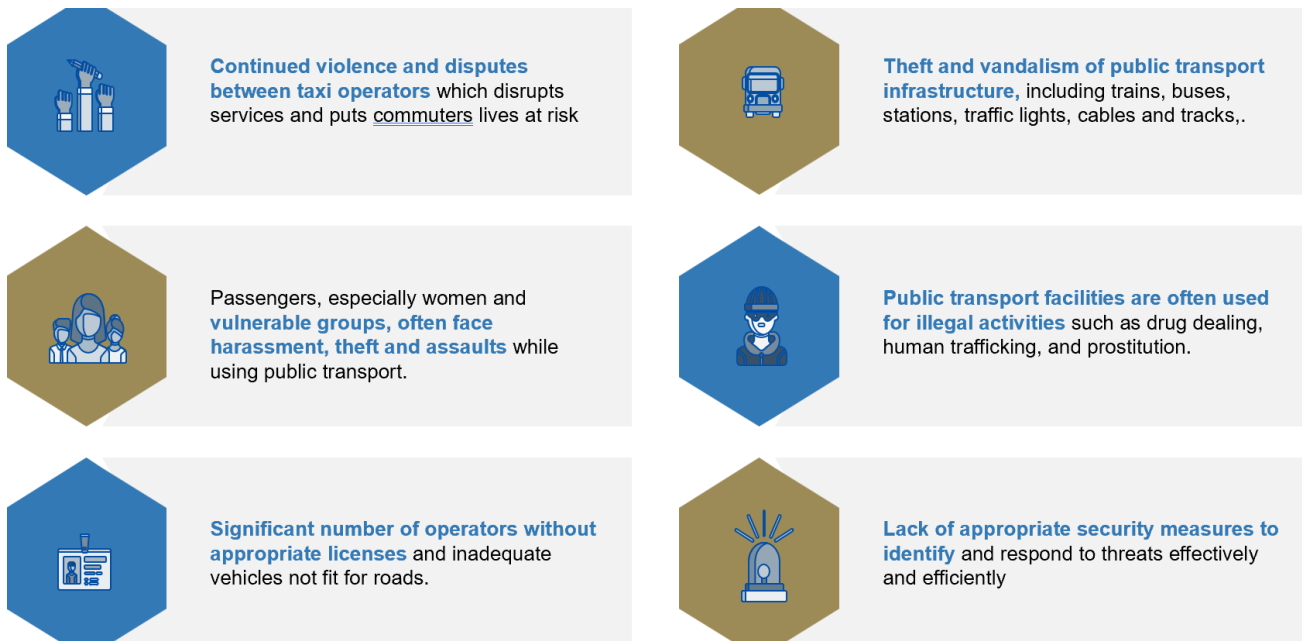 Continued violence and disputes
between taxi operators which disrupts
services and puts commuters lives at risk
Theft and vandalism of public transport
infrastructure, including trains, buses,
stations, traffic lights, cables and tracks,.
Passengers, especially women and
vulnerable groups, often face
harassment, theft and assaults while
using public transport.
Public transport facilities are often used
for illegal activities such as drug dealing,
human trafficking, and prostitution.
Significant number of operators without
appropriate licenses and inadequate
vehicles not fit for roads.
Lack of appropriate security measures to
identify and respond to threats effectively
and efficiently